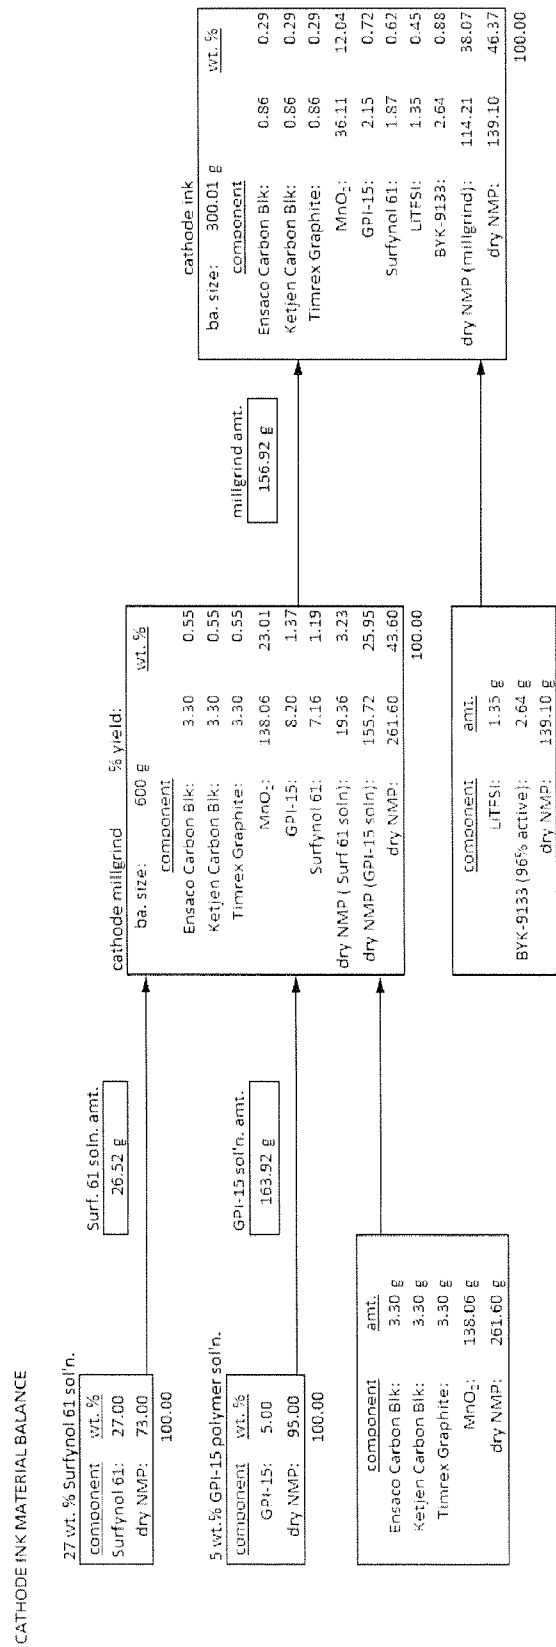 CATHODE INK MATERIAL BALANCE
27 wt. % Surfynol 61 sol'n.
component wt. %
Surfynol 61: 27.00
dry NMP: 73.00
100.00
Surf. 61 soln. amt.
26.52 g
5 wt.% GPI-15 polymer sol'n.
component wt. %
GPI-15: 5.00
dry NMP: 95.00
100.00
GPI-15 sol'n. amt.
163.92 g
component amt.
Ensaco Carbon Blk: 3.30 g
Ketjen Carbon Blk: 3.30 g
Timrex Graphite: 3.30 g
MnO₂: 138.06 g
dry NMP: 261.60 g
cathode millgrind % yield:
ba. size: 600 g
component wt. %
Ensaco Carbon Blk: 3.30 0.55
Ketjen Carbon Blk: 3.30 0.55
Timrex Graphite: 3.30 0.55
MnO₂: 138.06 23.01
GPI-15: 8.20 1.37
Surfynol 61: 7.16 1.19
dry NMP ( Surf 61 soln): 19.36 3.23
dry NMP (GPI-15 soln): 155.72 25.95
dry NMP: 261.60 43.60
100.00
millgrind amt.
156.92 g
component amt.
LiTFSI: 1.35 g
BYK-9133 (96% active): 2.64 g
dry NMP: 139.10 g
cathode ink
ba. size: 300.01 g
component wt. %
Ensaco Carbon Blk: 0.86 0.29
Ketjen Carbon Blk: 0.86 0.29
Timrex Graphite: 0.86 0.29
MnO₂: 36.11 12.04
GPI-15: 2.15 0.72
Surfynol 61: 1.87 0.62
LiTFSI: 1.35 0.45
BYK-9133: 2.64 0.88
dry NMP (millgrind): 114.21 38.07
dry NMP: 139.10 46.37
100.00